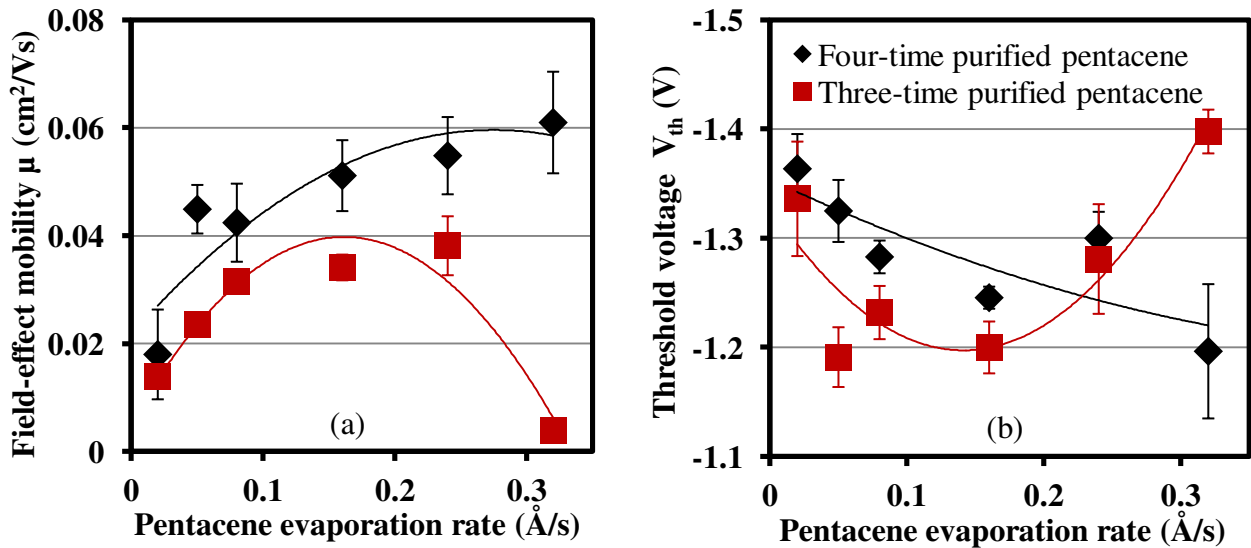 Field-effect mobility µ (cm²/Vs)
0.08
0.06
0.04
0.02
0
(a)
0
0.1
0.2
0.3
Pentacene evaporation rate (Å/s)
Threshold voltage Vth (V)
-1.5
-1.4
-1.3
-1.2
-1.1
Four-time purified pentacene
Three-time purified pentacene
(b)
0
0.1
0.2
0.3
Pentacene evaporation rate (Å/s)